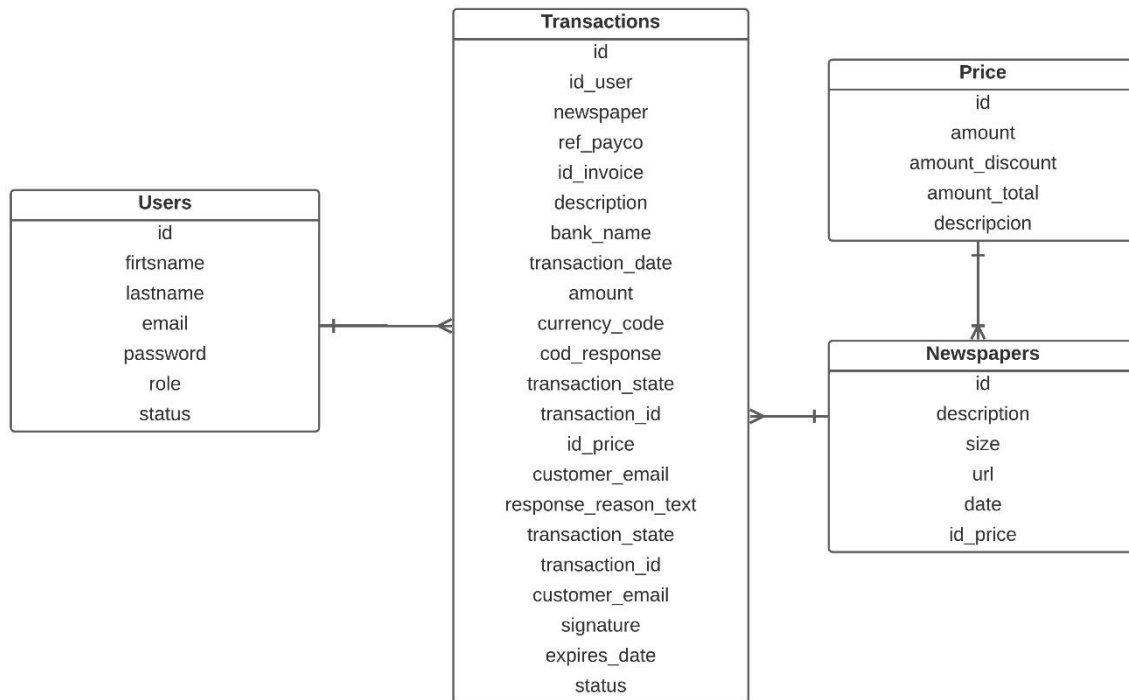 Users
id
firtsname
lastname
email
password
role
status
Transactions
id
id_user
newspaper
ref_payco
id_invoice
description
bank_name
transaction_date
amount
currency_code
cod_response
transaction_state
transaction_id
id_price
customer_email
response_reason_text
transaction_state
transaction_id
customer_email
signature
expires_date
status
Price
id
amount
amount_discount
amount_total
descripcion
Newspapers
id
description
size
url
date
id_price